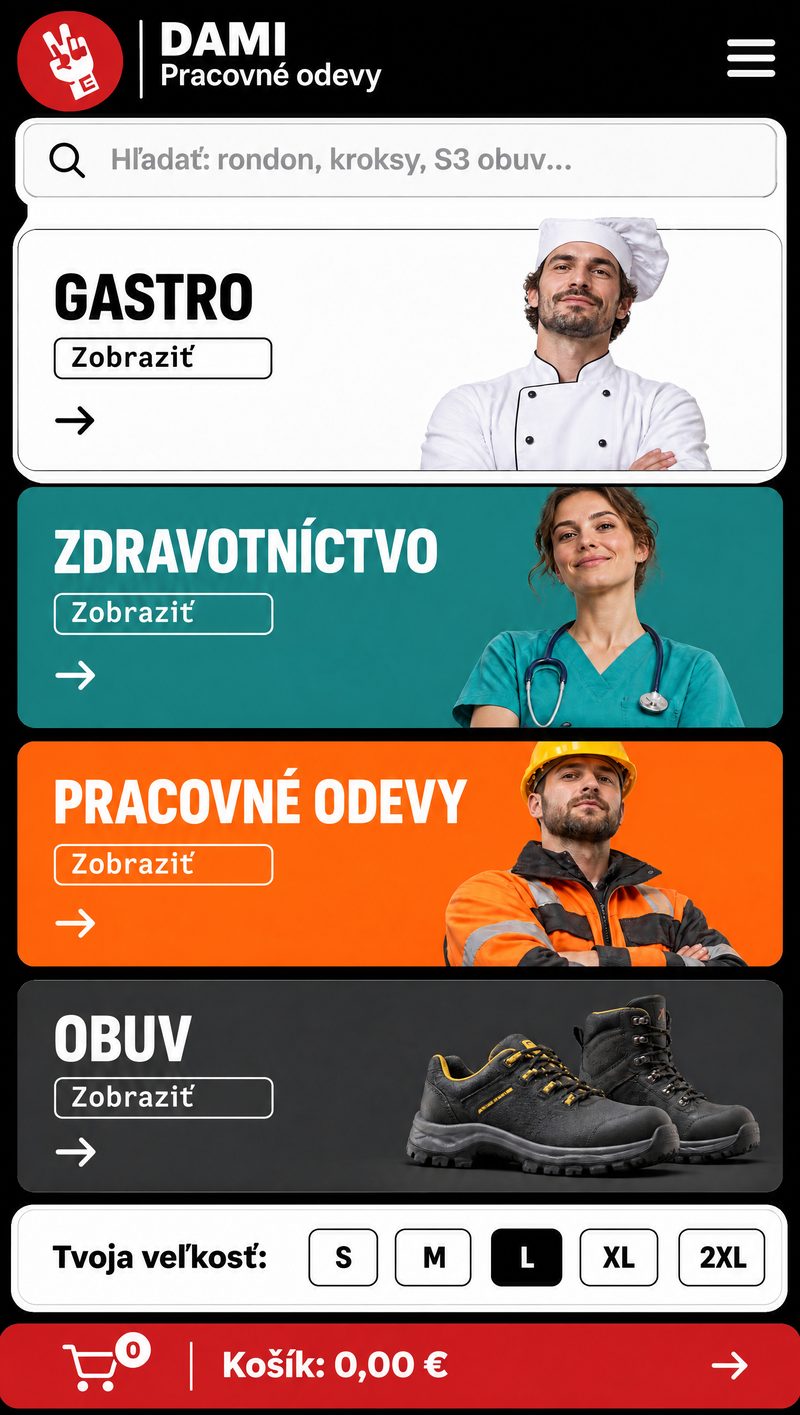 DAMI
Pracovné odevy
Hľadať: rondon, kroksy, S3 obuv...
GASTRO
Zobraziť
ZDRAVOTNÍCTVO
Zobraziť
PRACOVNÉ ODEVY
Zobraziť
OBUV
Zobraziť
Tvoja veľkosť: S M L XL 2XL
0
Košík: 0,00 €